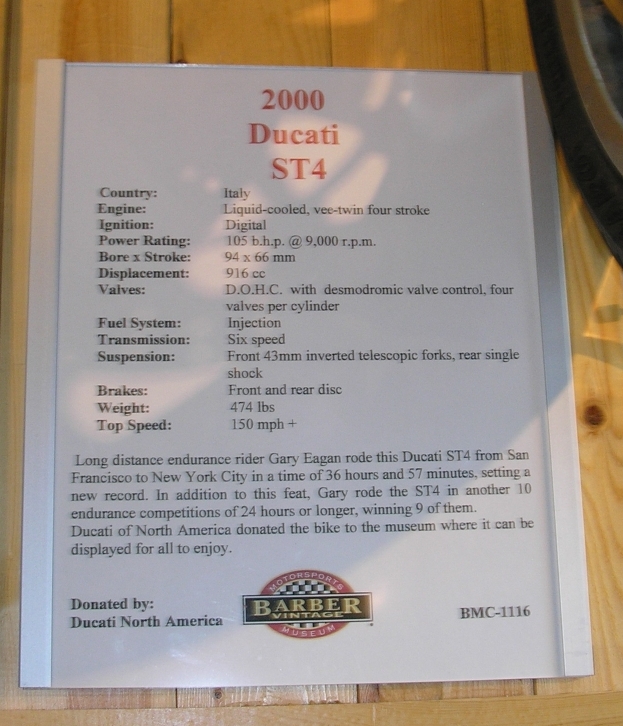 2000
Ducati
ST4
Country: Italy
Engine: Liquid-cooled, vee-twin four stroke
Ignition: Digital
Power Rating: 105 b.h.p. @ 9,000 r.p.m.
Bore x Stroke: 94 x 66 mm
Displacement: 916 cc
Valves: D.O.H.C. with desmodromic valve control, four
valves per cylinder
Fuel System: Injection
Transmission: Six speed
Suspension: Front 43mm inverted telescopic forks, rear single
shock
Brakes: Front and rear disc
Weight: 474 lbs
Top Speed: 150 mph +
Long distance endurance rider Gary Eagan rode this Ducati ST4 from San
Francisco to New York City in a time of 36 hours and 57 minutes, setting a
new record. In addition to this feat, Gary rode the ST4 in another 10
endurance competitions of 24 hours or longer, winning 9 of them.
Ducati of North America donated the bike to the museum where it can be
displayed for all to enjoy.
Donated by:
Ducati North America
MOTORSPORTS
BARBER
VINTAGE
MUSEUM
BMC-1116